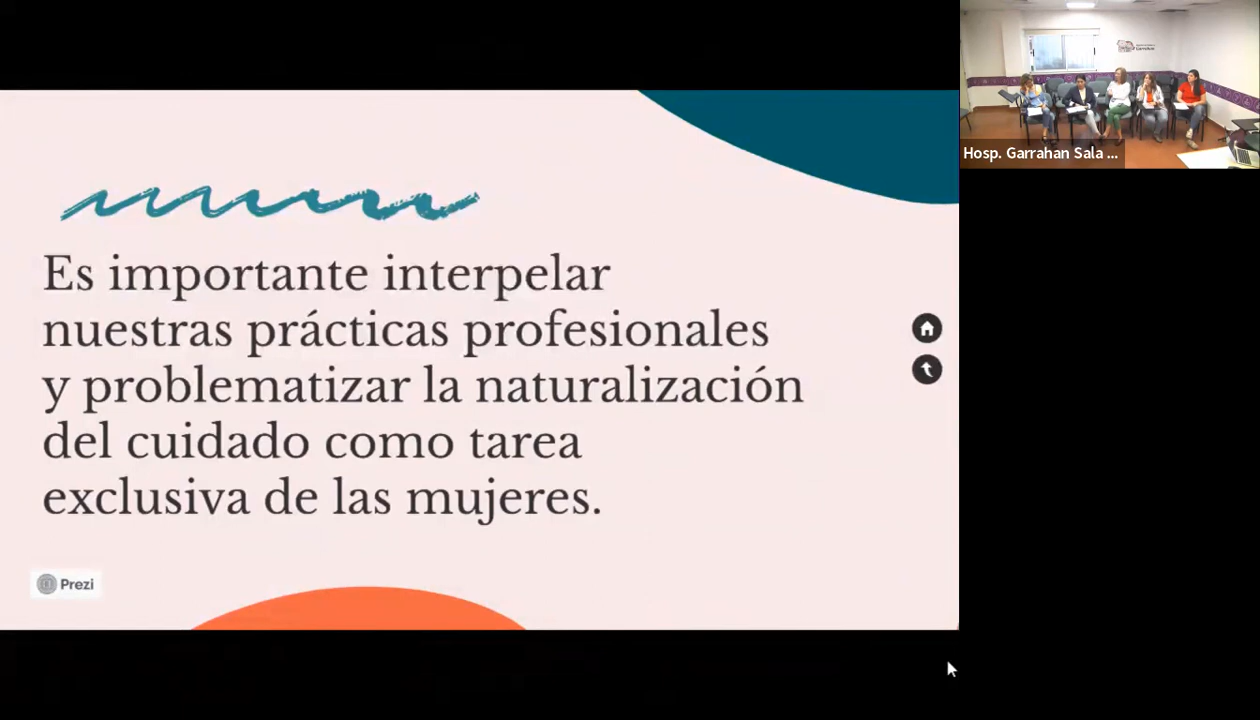 Es importante interpelar
nuestras prácticas profesionales
y problematizar la naturalización
del cuidado como tarea
exclusiva de las mujeres.
Prezi
Hosp. Garrahan Sala ...